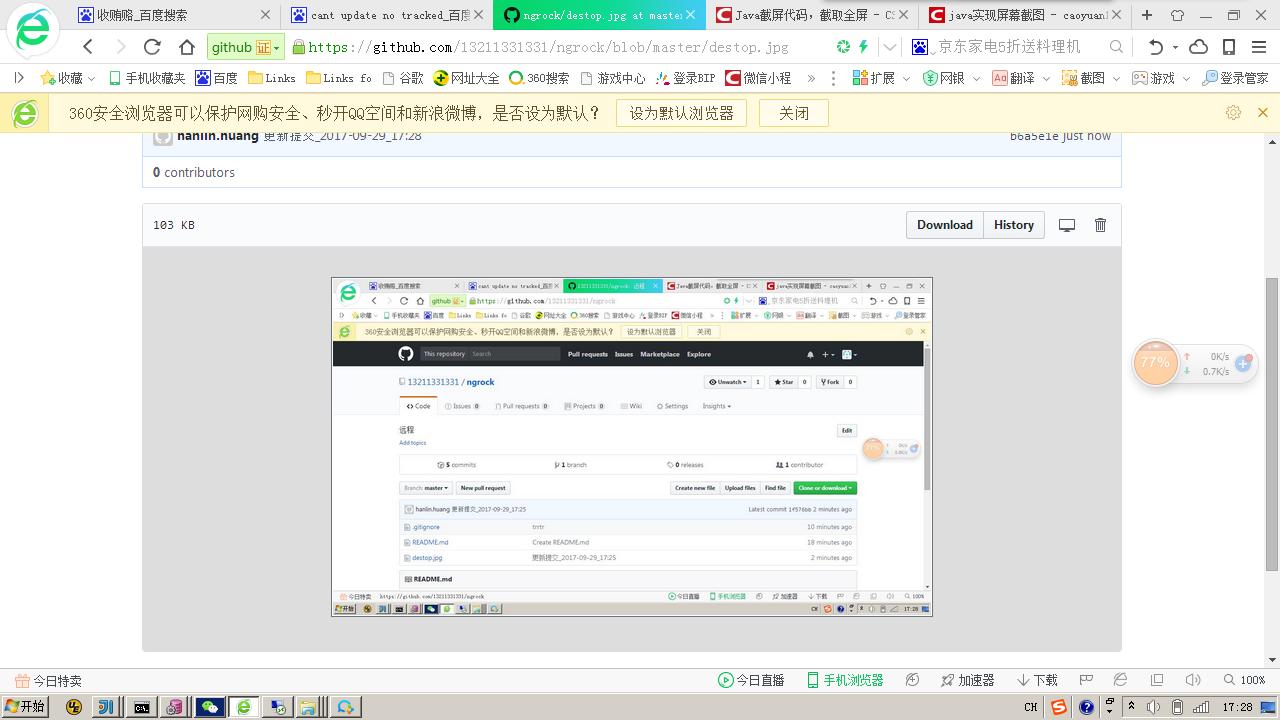 收购赎_百度搜索
cant update no tracked_百度
ngrock/destop.jpg at maste
Java截屏代码，截取全屏 - C
java实现屏幕截图 - casyuan
github 证
https://github.com/13211331331/ngrock/blob/master/destop.jpg
京东家电5折送料理机
收藏
手机收藏夹
百度
Links
Links fo
谷歌
网址大全
360搜索
游戏中心
登录BIP
微信小程
扩展
网银
翻译
截图
游戏
登录管家
360安全浏览器可以保护网购安全、秒开QQ空间和新浪微博，是否设为默认？
设为默认浏览器
关闭
hanlin.huang 更新提交_2017-09-29_17:28
b6a5e1e just now
0 contributors
103 KB
Download
History
收购赎_百度搜索
cant update no tracked_百度
13211331331/ngrock: 远程
Java截屏代码，截取全屏 - C
java实现屏幕截图 - casyuan
github 证
https://github.com/13211331331/ngrock
京东家电5折送料理机
收藏
手机收藏夹
百度
Links
Links fo
谷歌
网址大全
360搜索
游戏中心
登录BIP
微信小程
扩展
网银
翻译
截图
游戏
登录管家
360安全浏览器可以保护网购安全、秒开QQ空间和新浪微博，是否设为默认？
设为默认浏览器
关闭
This repository
Search
Pull requests
Issues
Marketplace
Explore
13211331331 / ngrock
Unwatch 1
Star 0
Fork 0
Code
Issues 0
Pull requests 0
Projects 0
Wiki
Settings
Insights
远程
Edit
Add topics
5 commits
1 branch
0 releases
1 contributor
Branch: master
New pull request
Create new file
Upload files
Find file
Clone or download
hanlin.huang 更新提交_2017-09-29_17:25
Latest commit 1f576bb 2 minutes ago
.gitignore
trrtr
10 minutes ago
README.md
Create README.md
18 minutes ago
destop.jpg
更新提交_2017-09-29_17:25
2 minutes ago
README.md
今日特卖
https://github.com/13211331331/ngrock
今日直播
手机浏览器
加速器
下载
100%
开始
CH
17:28
77%
0K/s
0.7K/s
今日特卖
今日直播
手机浏览器
加速器
下载
100%
开始
CH
17:28